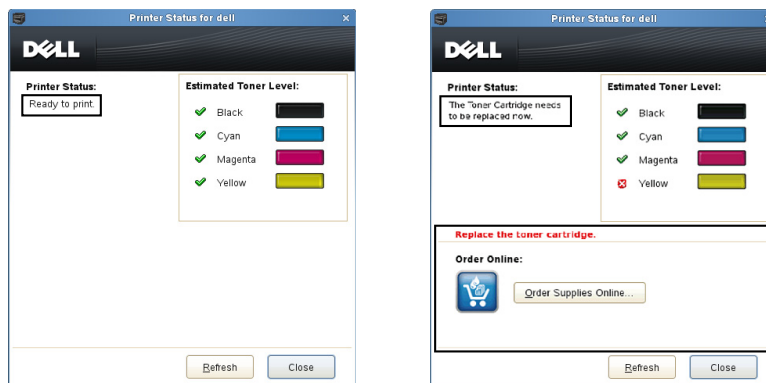 Printer Status for dell
DELL
Printer Status:
Ready to print.
Estimated Toner Level:
Black
Cyan
Magenta
Yellow
Refresh
Close
Printer Status for dell
DELL
Printer Status:
The Toner Cartridge needs
to be replaced now.
Estimated Toner Level:
Black
Cyan
Magenta
Yellow
Replace the toner cartridge.
Order Online:
Order Supplies Online...
Refresh
Close